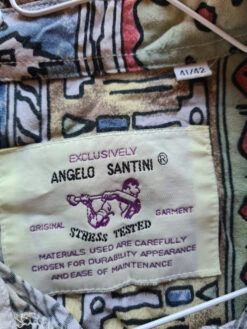 41/42
EXCLUSIVELY
ANGELO SANTINI ®
ORIGINAL GARMENT
STRESS TESTED
MATERIALS USED ARE CAREFULLY
CHOSEN FOR DURABILITY APPEARANCE
AND EASE OF MAINTENANCE